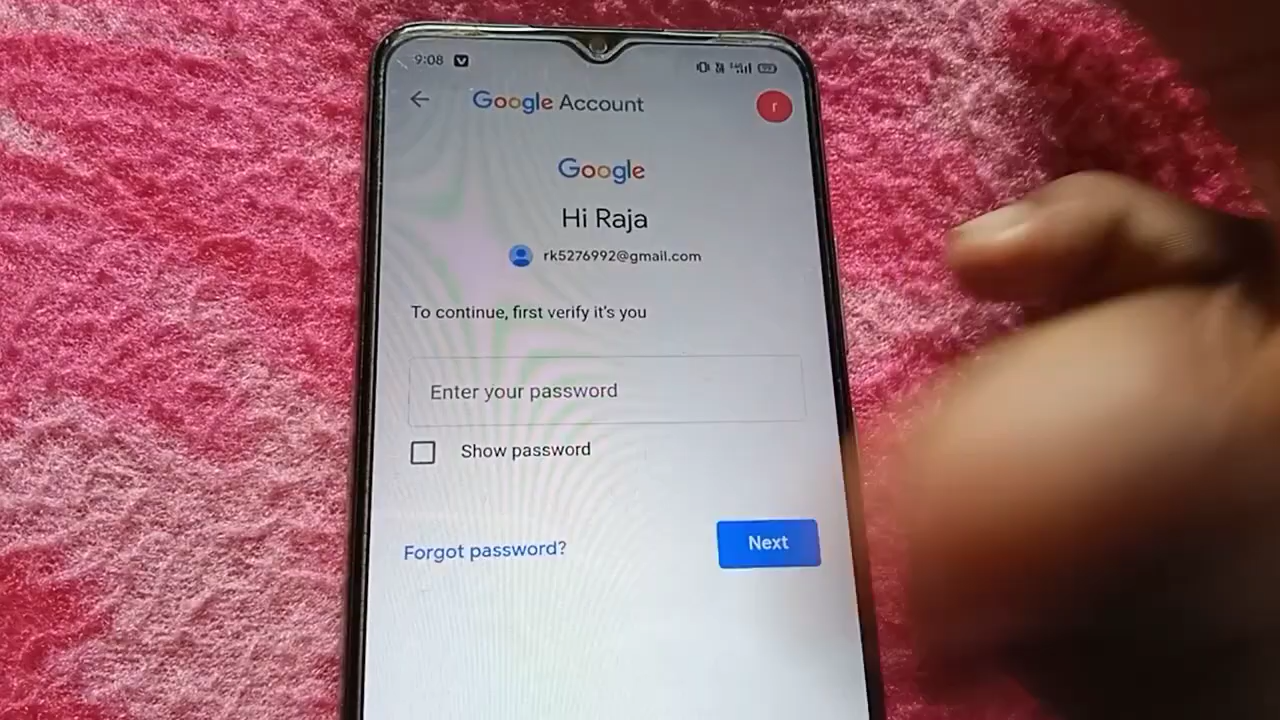 9:08
Google Account
r
Google
Hi Raja
rk5276992@gmail.com
To continue, first verify it's you
Enter your password
Show password
Forgot password?
Next